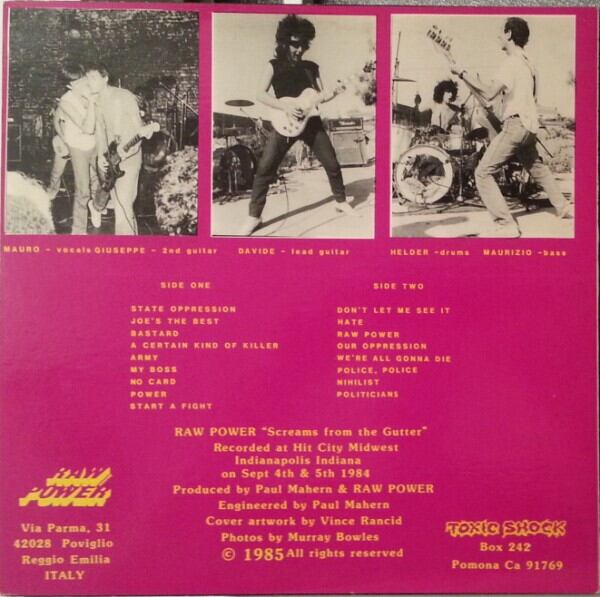 MAURO - vocals GIUSEPPE - 2nd guitar
DAVIDE - lead guitar
HELDER -drums MAURIZIO -bass
SIDE ONE
STATE OPPRESSION
JOE'S THE BEST
BASTARD
A CERTAIN KIND OF KILLER
ARMY
MY BOSS
NO CARD
POWER
START A FIGHT
SIDE TWO
DON'T LET ME SEE IT
HATE
RAW POWER
OUR OPPRESSION
WE'RE ALL GONNA DIE
POLICE, POLICE
NIHILIST
POLITICIANS
RAW POWER "Screams from the Gutter"
Recorded at Hit City Midwest
Indianapolis Indiana
on Sept 4th & 5th 1984
Produced by Paul Mahern & RAW POWER
Engineered by Paul Mahern
Cover artwork by Vince Rancid
Photos by Murray Bowles
© 1985 All rights reserved
RAW
POWER
Via Parma, 31
42028 Poviglio
Reggio Emilia
ITALY
TOXIC SHOCK
Box 242
Pomona Ca 91769